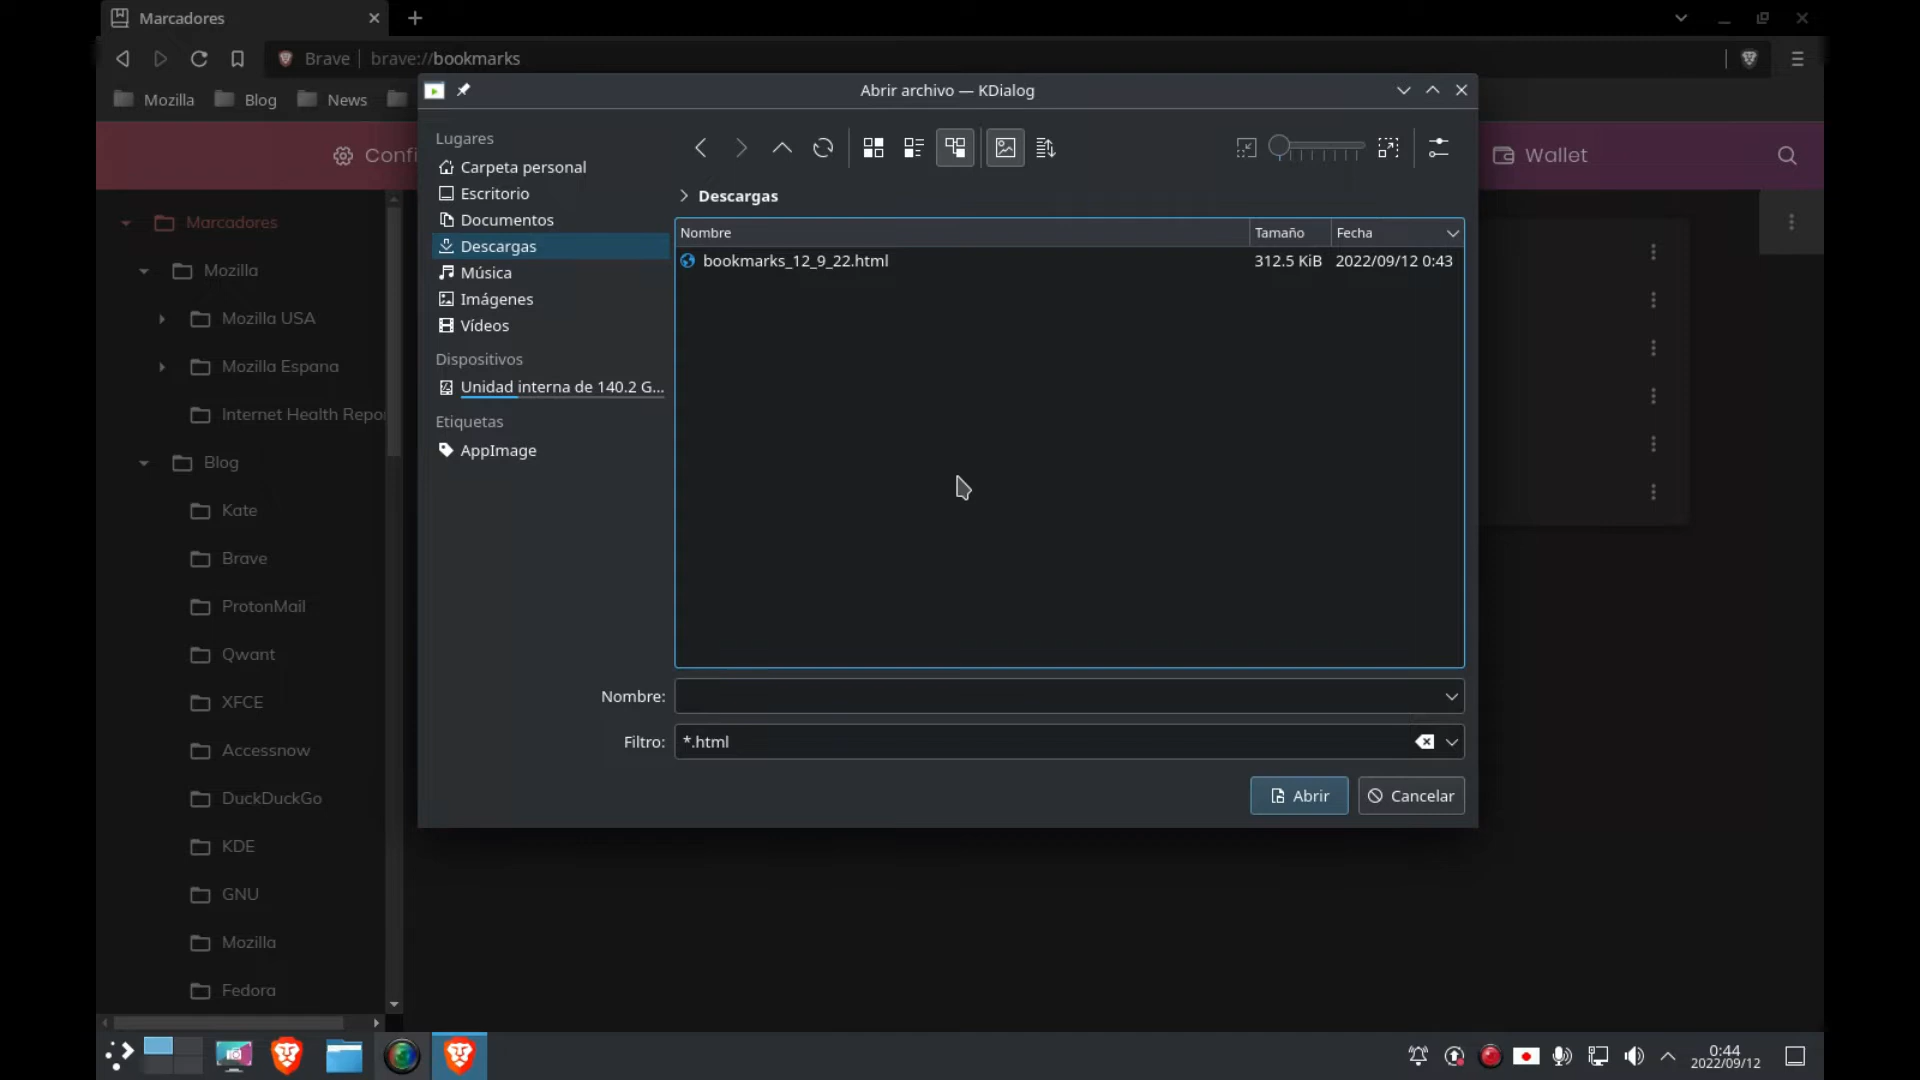 Marcadores
Brave
brave://bookmarks
Mozilla
Blog
News
Abrir archivo — KDialog
Confi
Wallet
Lugares
Carpeta personal
Escritorio
Documentos
Descargas
Música
Imágenes
Vídeos
Dispositivos
Unidad interna de 140.2 G...
Etiquetas
AppImage
Descargas
Nombre
Tamaño
Fecha
bookmarks_12_9_22.html
312.5 KiB
2022/09/12 0:43
Nombre:
Filtro:
*.html
Abrir
Cancelar
Marcadores
Mozilla
Mozilla USA
Mozilla Espana
Internet Health Repor
Blog
Kate
Brave
ProtonMail
Qwant
XFCE
Accessnow
DuckDuckGo
KDE
GNU
Mozilla
Fedora
0:44
2022/09/12